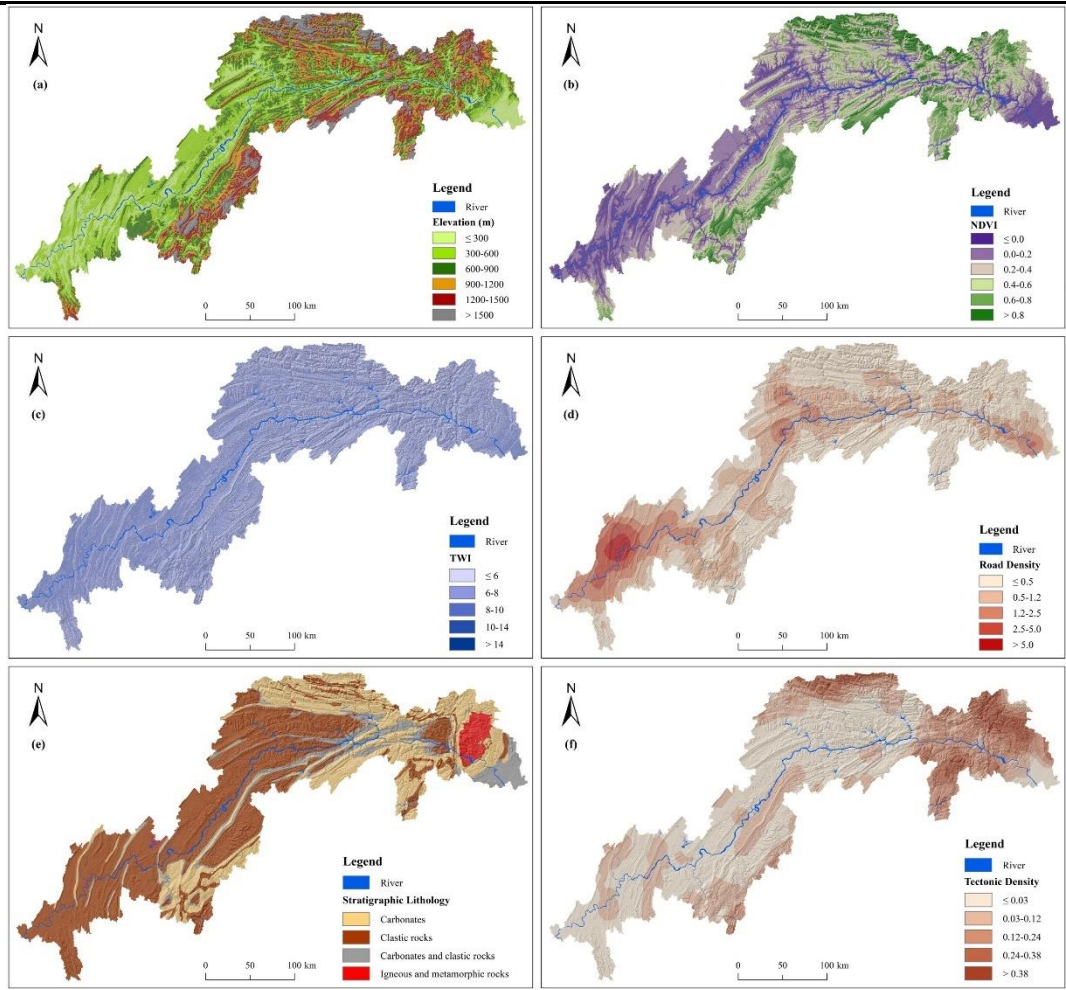 N
(a)
Legend
River
Elevation (m)
≤ 300
300-600
600-900
900-1200
1200-1500
> 1500
0 50 100 km
N
(b)
Legend
River
NDVI
≤ 0.0
0.0-0.2
0.2-0.4
0.4-0.6
0.6-0.8
> 0.8
0 50 100 km
N
(c)
Legend
River
TWI
≤ 6
6-8
8-10
10-14
> 14
0 50 100 km
N
(d)
Legend
River
Road Density
≤ 0.5
0.5-1.2
1.2-2.5
2.5-5.0
> 5.0
0 50 100 km
N
(e)
Legend
River
Stratigraphic Lithology
Carbonates
Clastic rocks
Carbonates and clastic rocks
Igneous and metamorphic rocks
0 50 100 km
N
(f)
Legend
River
Tectonic Density
≤ 0.03
0.03-0.12
0.12-0.24
0.24-0.38
> 0.38
0 50 100 km